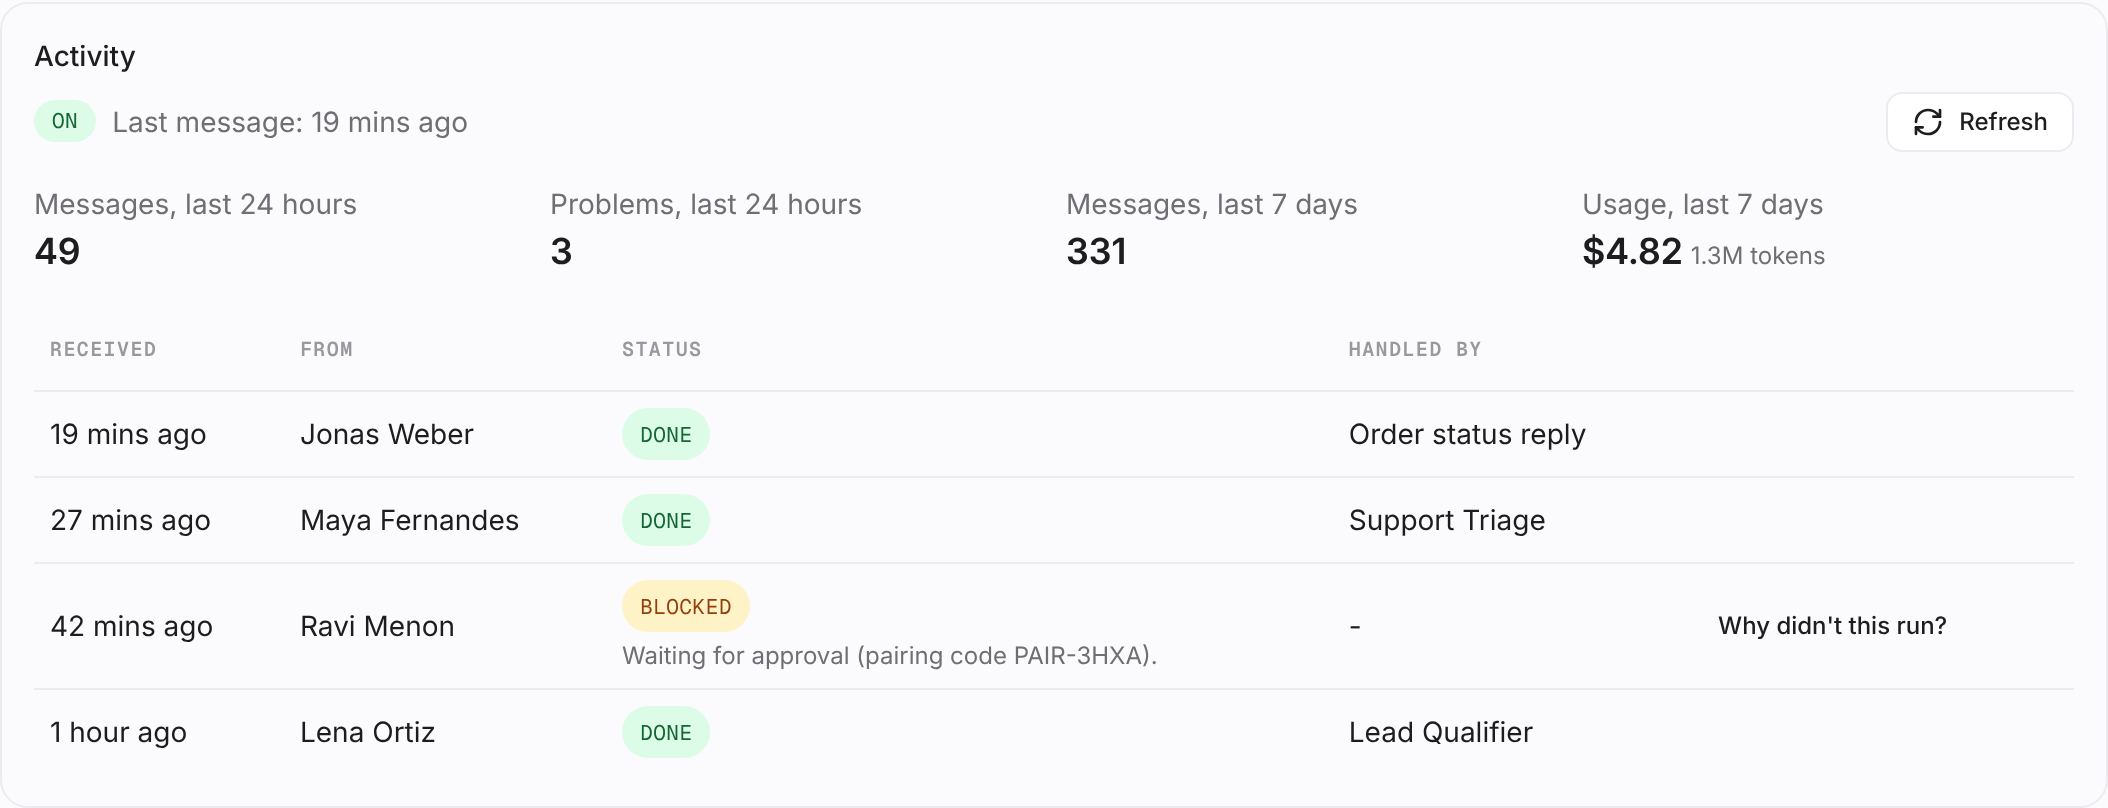 Activity
ON Last message: 19 mins ago
Refresh
Messages, last 24 hours
49
Problems, last 24 hours
3
Messages, last 7 days
331
Usage, last 7 days
$4.82 1.3M tokens
RECEIVED FROM STATUS HANDLED BY
19 mins ago Jonas Weber DONE Order status reply
27 mins ago Maya Fernandes DONE Support Triage
42 mins ago Ravi Menon BLOCKED - Why didn't this run?
Waiting for approval (pairing code PAIR-3HXA).
1 hour ago Lena Ortiz DONE Lead Qualifier